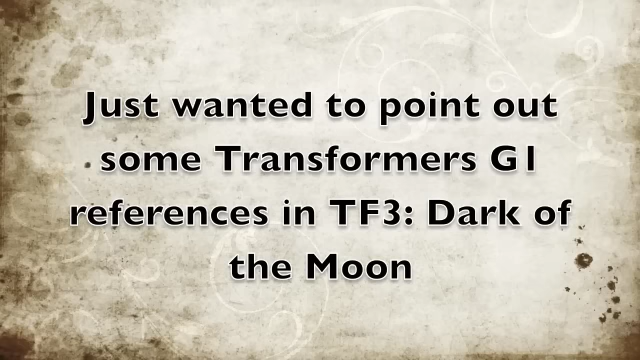 Just wanted to point out
some Transformers G1
references in TF3: Dark of
the Moon